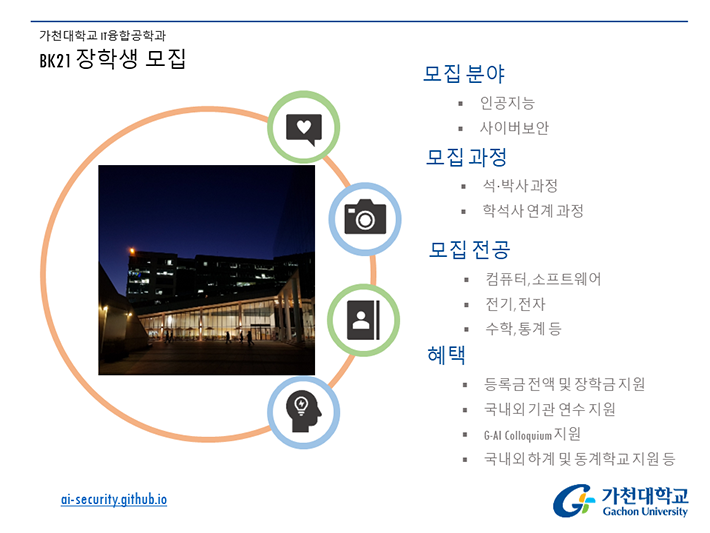 가천대학교 IT융합공학과
BK21 장학생 모집
모집 분야
▪ 인공지능
▪ 사이버보안
모집 과정
▪ 석·박사 과정
▪ 학석사 연계 과정
모집 전공
▪ 컴퓨터, 소프트웨어
▪ 전기, 전자
▪ 수학, 통계 등
혜택
▪ 등록금 전액 및 장학금 지원
▪ 국내외 기관 연수 지원
▪ G-AI Colloquium 지원
▪ 국내외 하계 및 동계학교 지원 등
ai-security.github.io
가천대학교
Gachon University